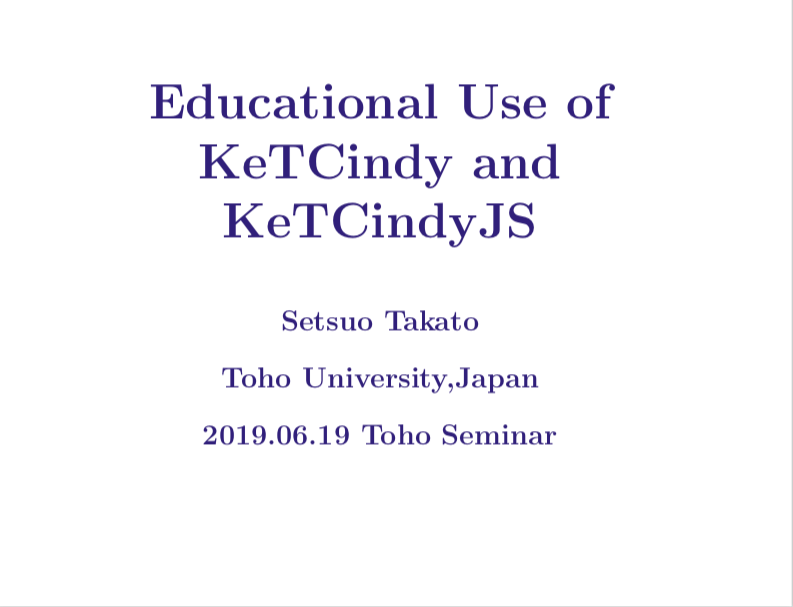 Educational Use of
KeTCindy and
KeTCindyJS
Setsuo Takato
Toho University,Japan
2019.06.19 Toho Seminar